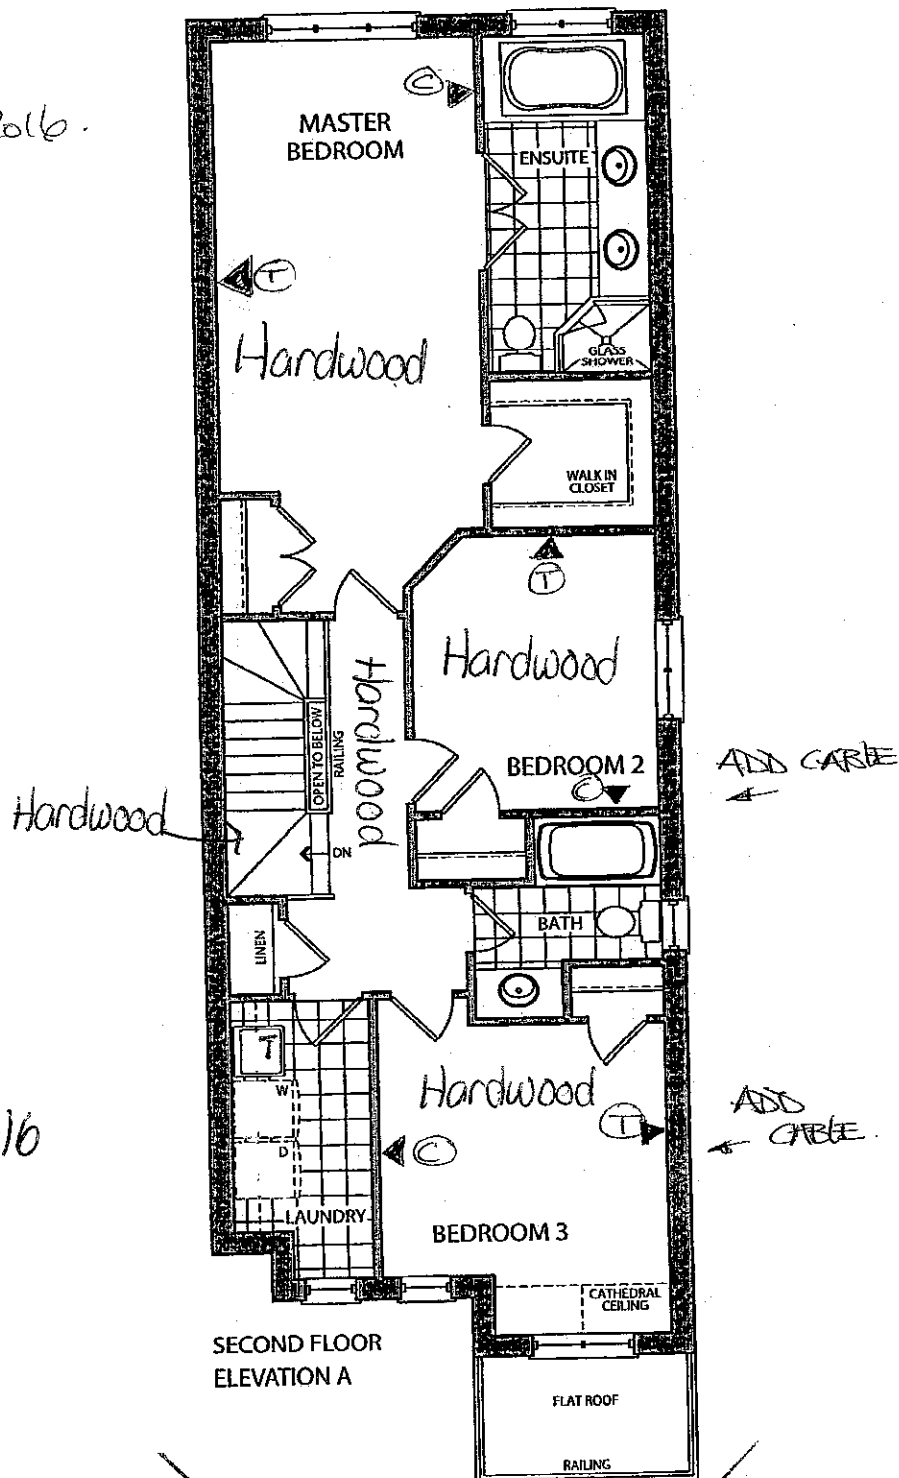 2016.
C
MASTER
BEDROOM
ENSUITE
T
Hardwood
GLASS
SHOWER
WALK IN
CLOSET
T
Hardwood
Hardwood
OPEN TO BELOW
RAILING
BEDROOM 2
C
ADD CABLE
Hardwood
DN
BATH
LINEN
T
W
D
Hardwood
T
ADD
CABLE.
16
C
LAUNDRY
BEDROOM 3
CATHEDRAL
CEILING
SECOND FLOOR
ELEVATION A
FLAT ROOF
RAILING